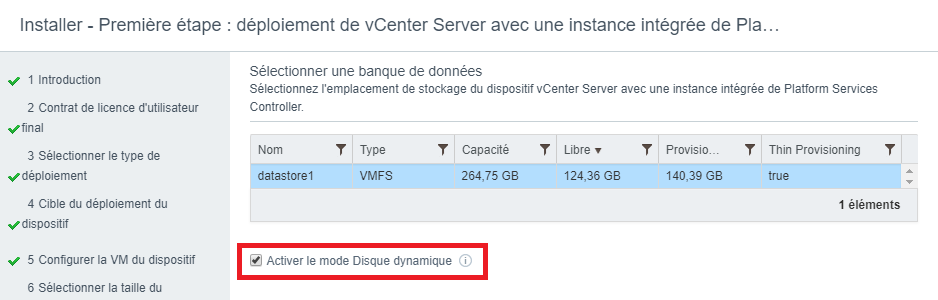 Installer - Première étape : déploiement de vCenter Server avec une instance intégrée de Pla…
1 Introduction
2 Contrat de licence d'utilisateur
final
3 Sélectionner le type de
déploiement
4 Cible du déploiement du
dispositif
5 Configurer la VM du dispositif
6 Sélectionner la taille du
Sélectionner une banque de données
Sélectionnez l'emplacement de stockage du dispositif vCenter Server avec une instance intégrée de Platform Services
Controller.
Nom Type Capacité Libre Provisio… Thin Provisioning
datastore1 VMFS 264,75 GB 124,36 GB 140,39 GB true
1 éléments
Activer le mode Disque dynamique